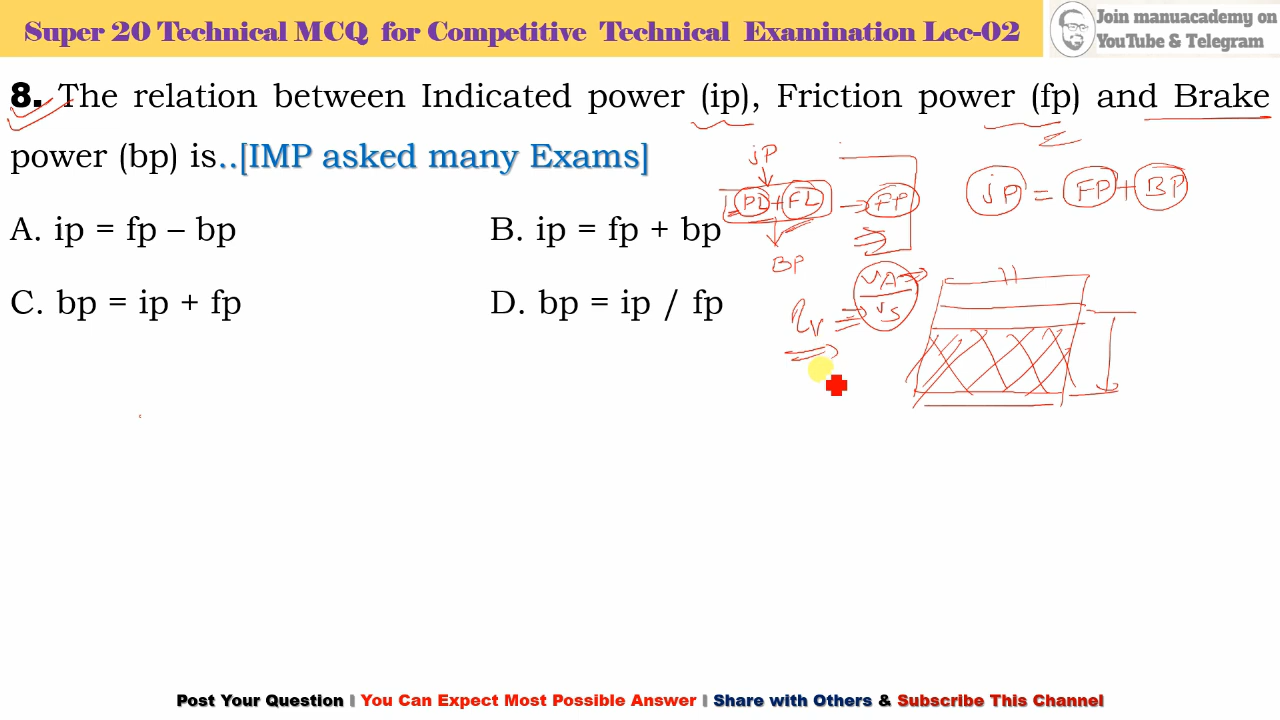 Super 20 Technical MCQ for Competitive Technical Examination Lec-02
Join manuacademy on
YouTube & Telegram
8. The relation between Indicated power (ip), Friction power (fp) and Brake
power (bp) is..[IMP asked many Exams]
A. ip = fp – bp
B. ip = fp + bp
C. bp = ip + fp
D. bp = ip / fp
iP
PL + FL → FP
BP
iP = FP + BP
ηv = VA
VS
Post Your Question | You Can Expect Most Possible Answer | Share with Others & Subscribe This Channel